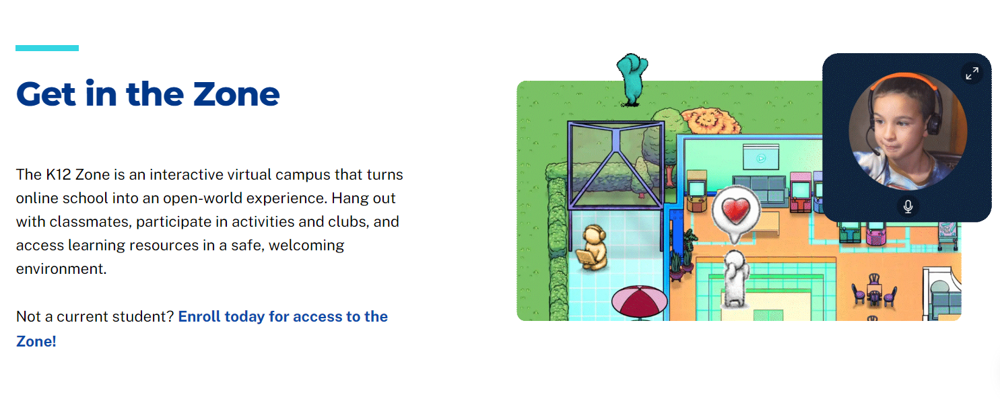 Get in the Zone
The K12 Zone is an interactive virtual campus that turns
online school into an open-world experience. Hang out
with classmates, participate in activities and clubs, and
access learning resources in a safe, welcoming
environment.
Not a current student? Enroll today for access to the
Zone!